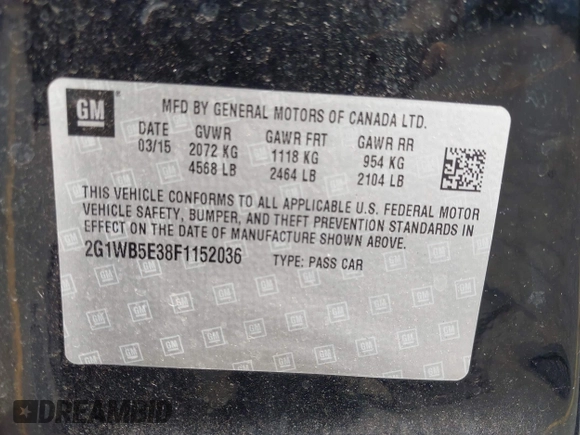 GM
MFD BY GENERAL MOTORS OF CANADA LTD.
DATE GVWR GAWR FRT GAWR RR
03/15 2072 KG 1118 KG 954 KG
4568 LB 2464 LB 2104 LB
THIS VEHICLE CONFORMS TO ALL APPLICABLE U.S. FEDERAL MOTOR
VEHICLE SAFETY, BUMPER, AND THEFT PREVENTION STANDARDS IN
EFFECT ON THE DATE OF MANUFACTURE SHOWN ABOVE.
2G1WB5E38F1152036 TYPE: PASS CAR
DREAMBID